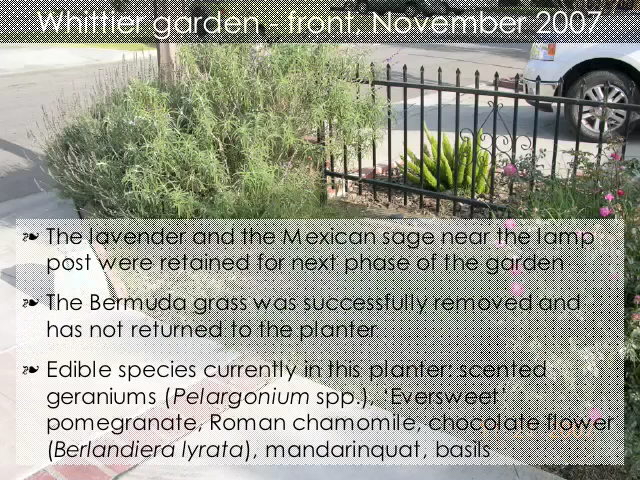 Whittier garden - front, November 2007
❧ The lavender and the Mexican sage near the lamp
post were retained for next phase of the garden
❧ The Bermuda grass was successfully removed and
has not returned to the planter
❧ Edible species currently in this planter: scented
geraniums (Pelargonium spp.), ‘Eversweet’
pomegranate, Roman chamomile, chocolate flower
(Berlandiera lyrata), mandarinquat, basils